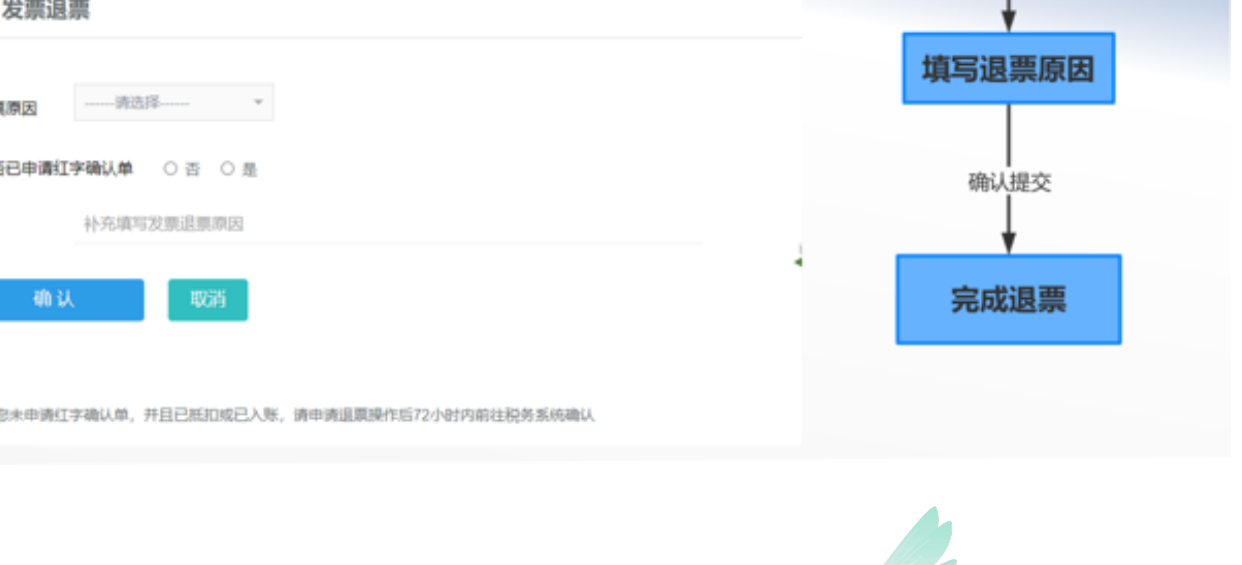 发票退票
原因
------请选择------
已申请红字确认单 否 是
补充填写发票退票原因
确 认
取消
未申请红字确认单，并且已抵扣或已入账，请申请退票操作后72小时内前往税务系统确认
填写退票原因
确认提交
完成退票